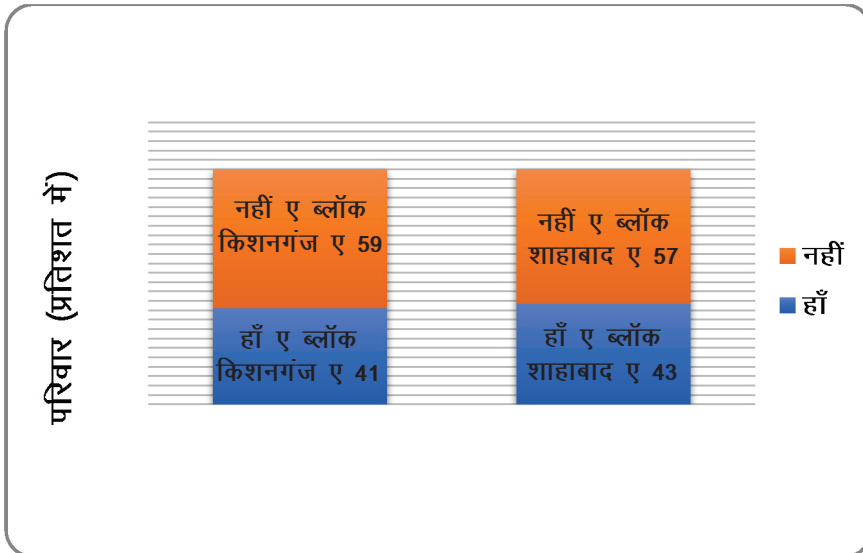 परिवार (प्रतिशत में)
नहीं ए ब्लॉक
किशनगंज ए 59
हाँ ए ब्लॉक
किशनगंज ए 41
नहीं ए ब्लॉक
शाहाबाद ए 57
हाँ ए ब्लॉक
शाहाबाद ए 43
नहीं
हाँ